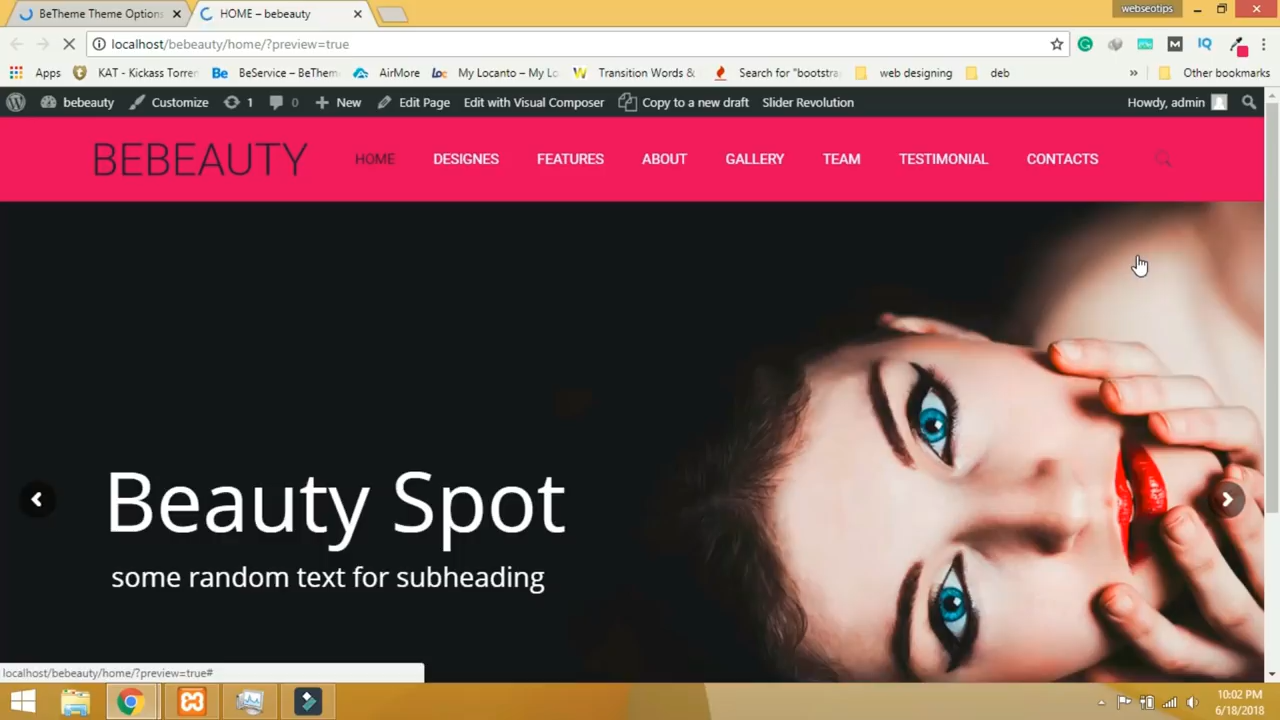 BeTheme Theme Options
HOME – bebeauty
webseotips
localhost/bebeauty/home/?preview=true
Apps KAT - Kickass Torren BeService – BeThem AirMore My Locanto – My Lo Transition Words & Search for "bootstra web designing deb » Other bookmarks
bebeauty Customize 1 0 New Edit Page Edit with Visual Composer Copy to a new draft Slider Revolution Howdy, admin
BEBEAUTY HOME DESIGNES FEATURES ABOUT GALLERY TEAM TESTIMONIAL CONTACTS
Beauty Spot
some random text for subheading
localhost/bebeauty/home/?preview=true#
10:02 PM
6/18/2018